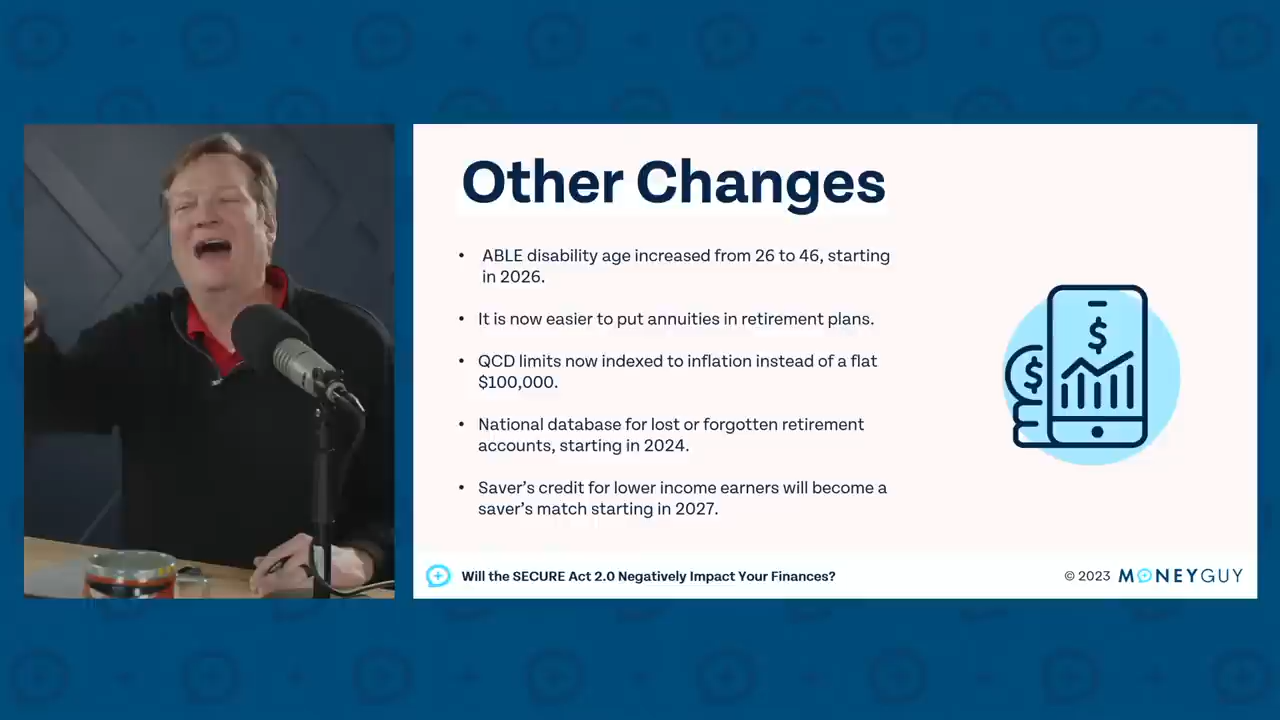 Other Changes
• ABLE disability age increased from 26 to 46, starting
in 2026.
• It is now easier to put annuities in retirement plans.
• QCD limits now indexed to inflation instead of a flat
$100,000.
• National database for lost or forgotten retirement
accounts, starting in 2024.
• Saver’s credit for lower income earners will become a
saver’s match starting in 2027.
$
$
Will the SECURE Act 2.0 Negatively Impact Your Finances?
© 2023 MONEYGUY